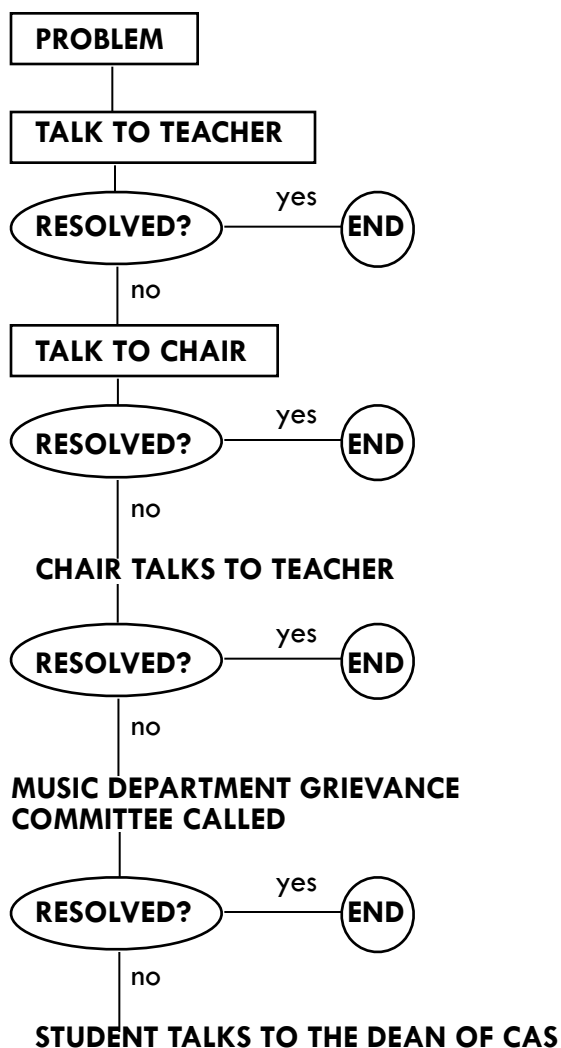 PROBLEM
TALK TO TEACHER
RESOLVED?
yes
END
no
TALK TO CHAIR
RESOLVED?
yes
END
no
CHAIR TALKS TO TEACHER
RESOLVED?
yes
END
no
MUSIC DEPARTMENT GRIEVANCE
COMMITTEE CALLED
RESOLVED?
yes
END
no
STUDENT TALKS TO THE DEAN OF CAS